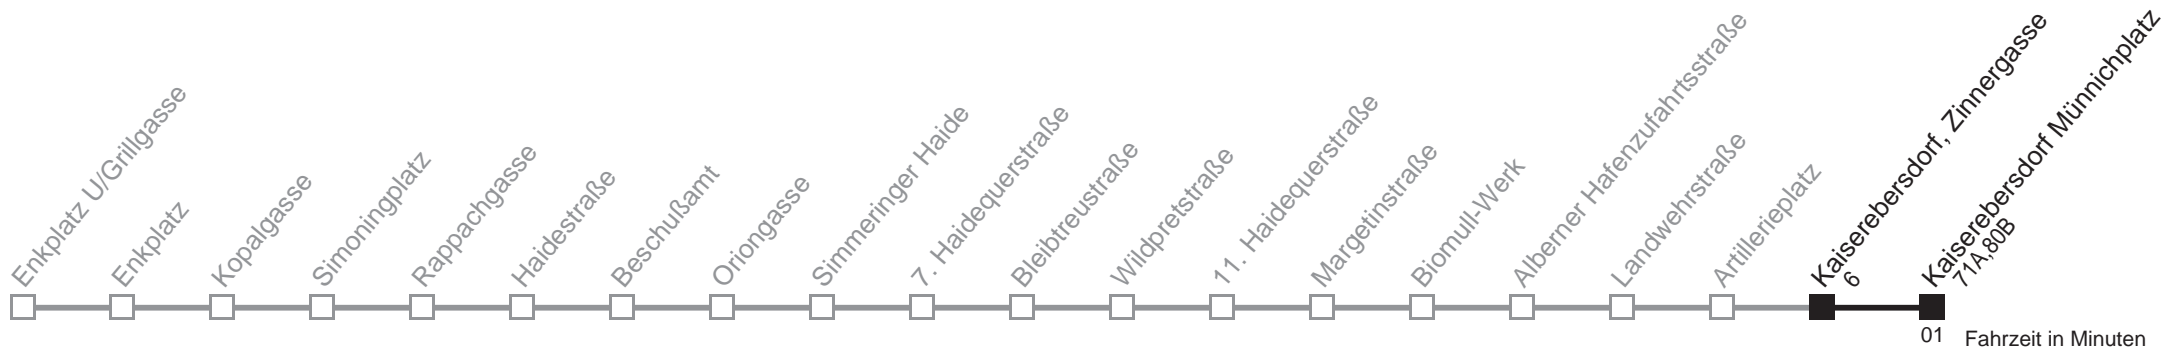 Enkplatz U/Grillgasse
Enkplatz
Kopalgasse
Simoningplatz
Rappachgasse
Haidestraße
Beschußamt
Oriongasse
Simmeringer Haide
7. Haidequerstraße
Bleibtreustraße
Wildpretstraße
11. Haidequerstraße
Margetinstraße
Biomull-Werk
Alberner Hafenzufahrtsstraße
Landwehrstraße
Artillerieplatz
Kaiserebersdorf, Zinnergasse
6
Kaiserebersdorf Münnichplatz
71A,80B
01 Fahrzeit in Minuten